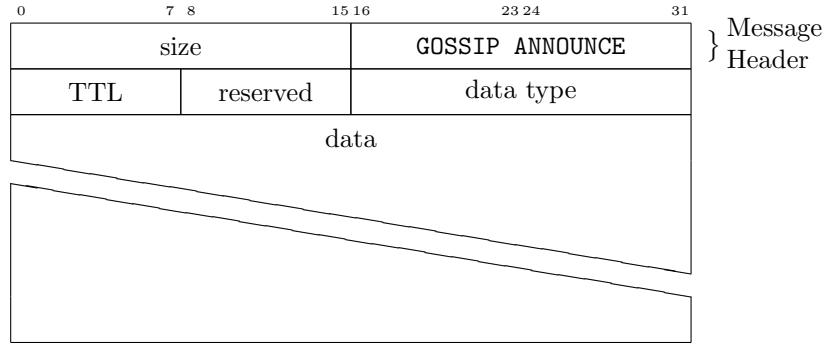 0 7 8 15 16 23 24 31
size GOSSIP ANNOUNCE } Message
Header
TTL reserved data type
data